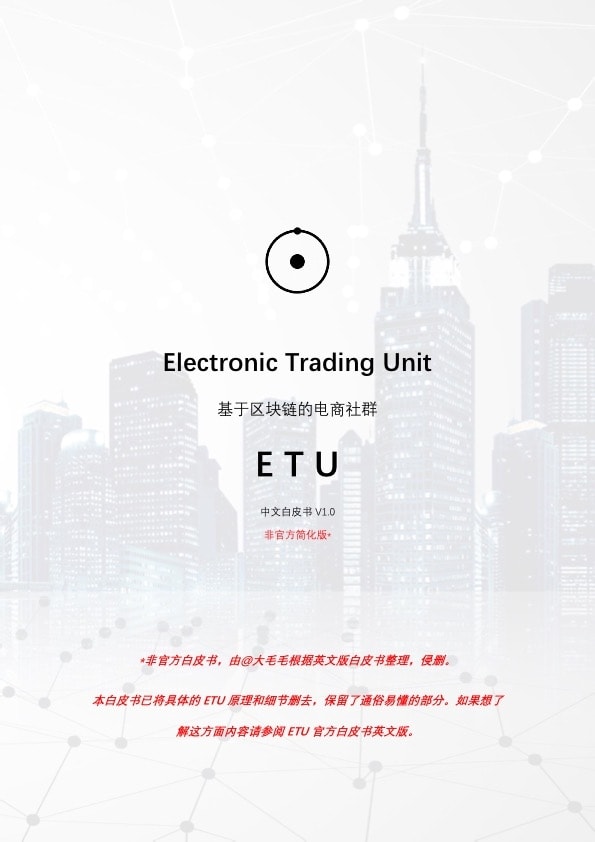 Electronic Trading Unit
基于区块链的电商社群
E T U
中文白皮书 V1.0
非官方简化版*
*非官方白皮书，由@大毛毛根据英文版白皮书整理，侵删。
本白皮书已将具体的 ETU 原理和细节删去，保留了通俗易懂的部分。如果想了
解这方面内容请参阅 ETU 官方白皮书英文版。